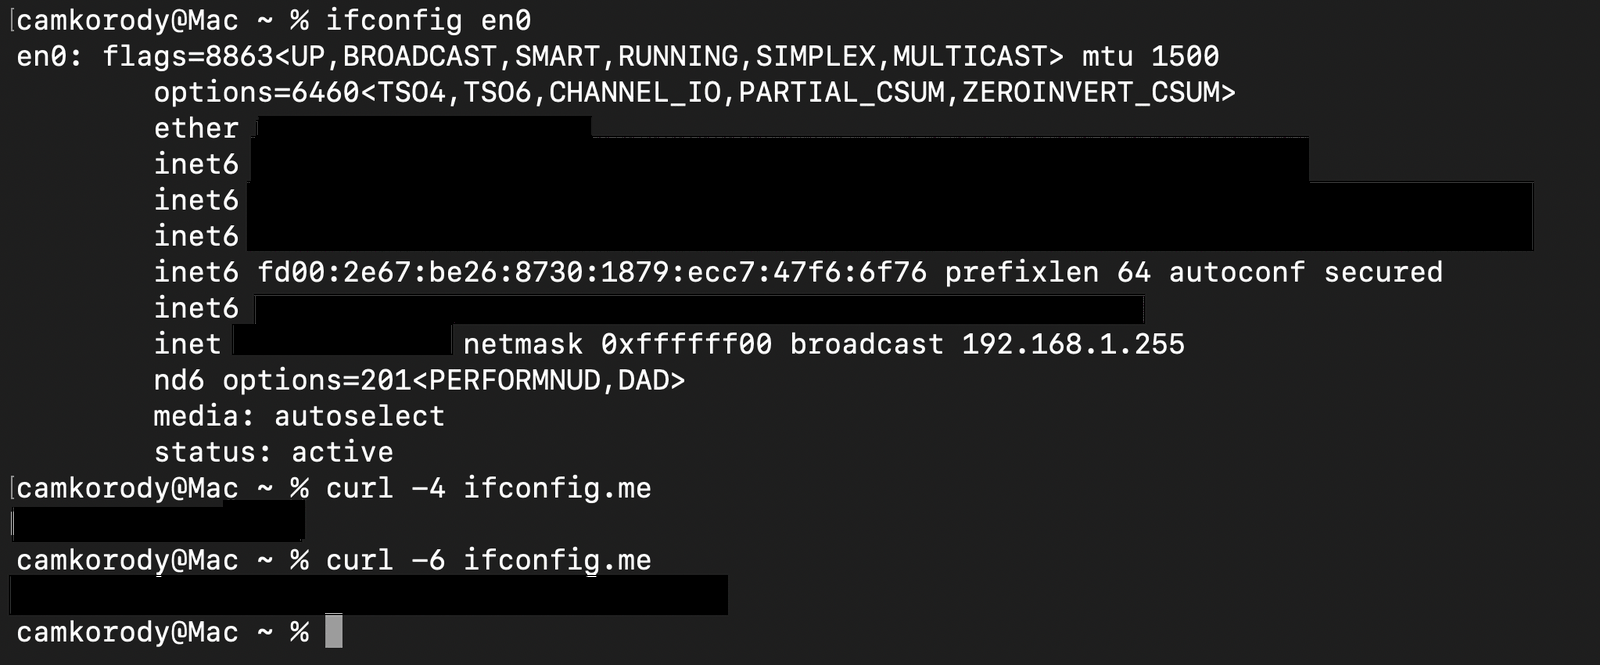 camkorody@Mac ~ % ifconfig en0
en0: flags=8863<UP,BROADCAST,SMART,RUNNING,SIMPLEX,MULTICAST> mtu 1500
options=6460<TSO4,TSO6,CHANNEL_IO,PARTIAL_CSUM,ZEROINVERT_CSUM>
ether
inet6
inet6
inet6
inet6 fd00:2e67:be26:8730:1879:ecc7:47f6:6f76 prefixlen 64 autoconf secured
inet6
inet netmask 0xffffff00 broadcast 192.168.1.255
nd6 options=201<PERFORMNUD,DAD>
media: autoselect
status: active
camkorody@Mac ~ % curl -4 ifconfig.me
camkorody@Mac ~ % curl -6 ifconfig.me
camkorody@Mac ~ %